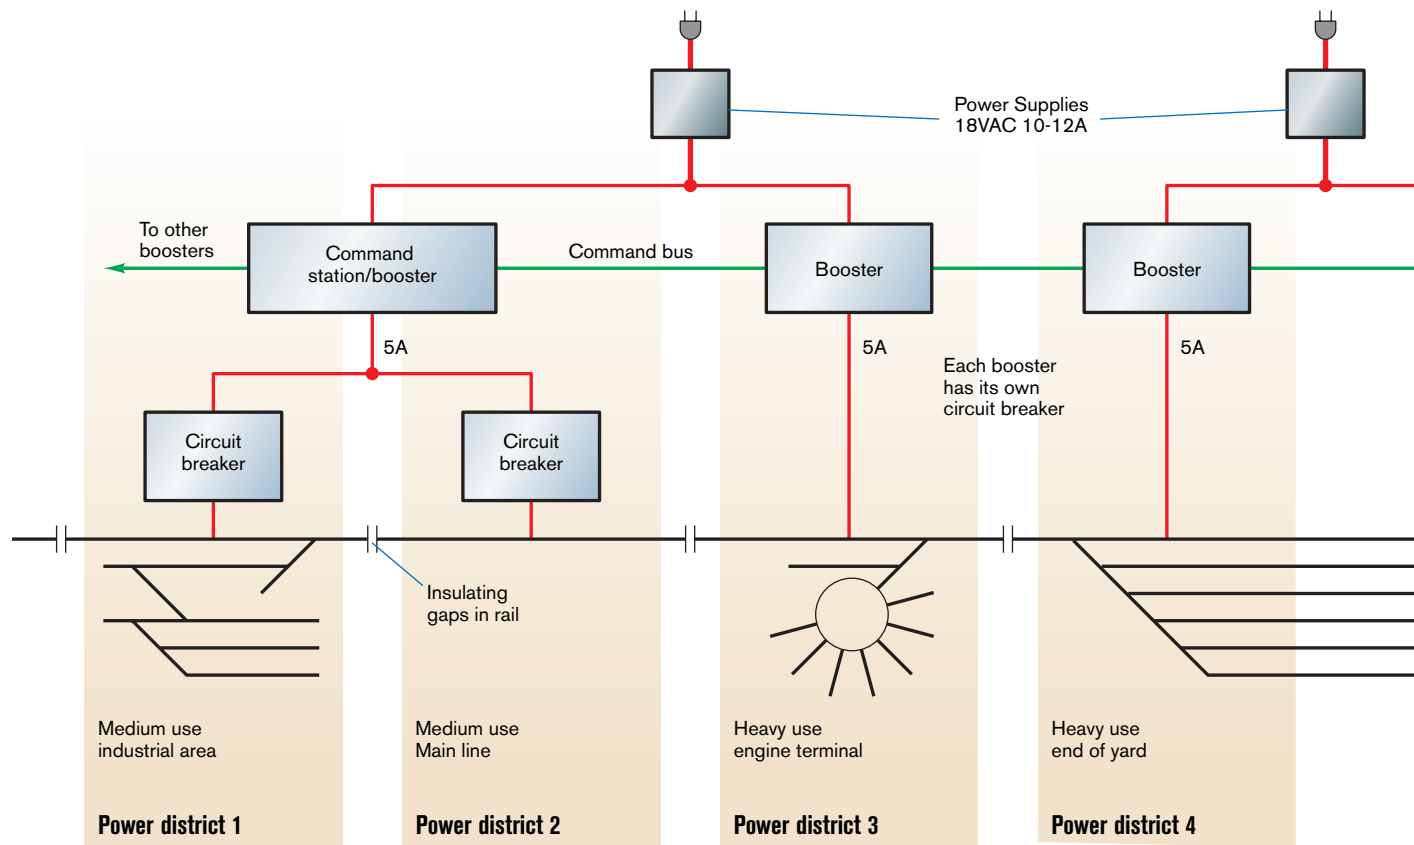 Power Supplies
18VAC 10-12A
To other
boosters
Command
station/booster
Command bus
Booster
Booster
5A
5A
5A
Each booster
has its own
circuit breaker
Circuit
breaker
Circuit
breaker
Insulating
gaps in rail
Medium use
industrial area
Medium use
Main line
Heavy use
engine terminal
Heavy use
end of yard
Power district 1
Power district 2
Power district 3
Power district 4